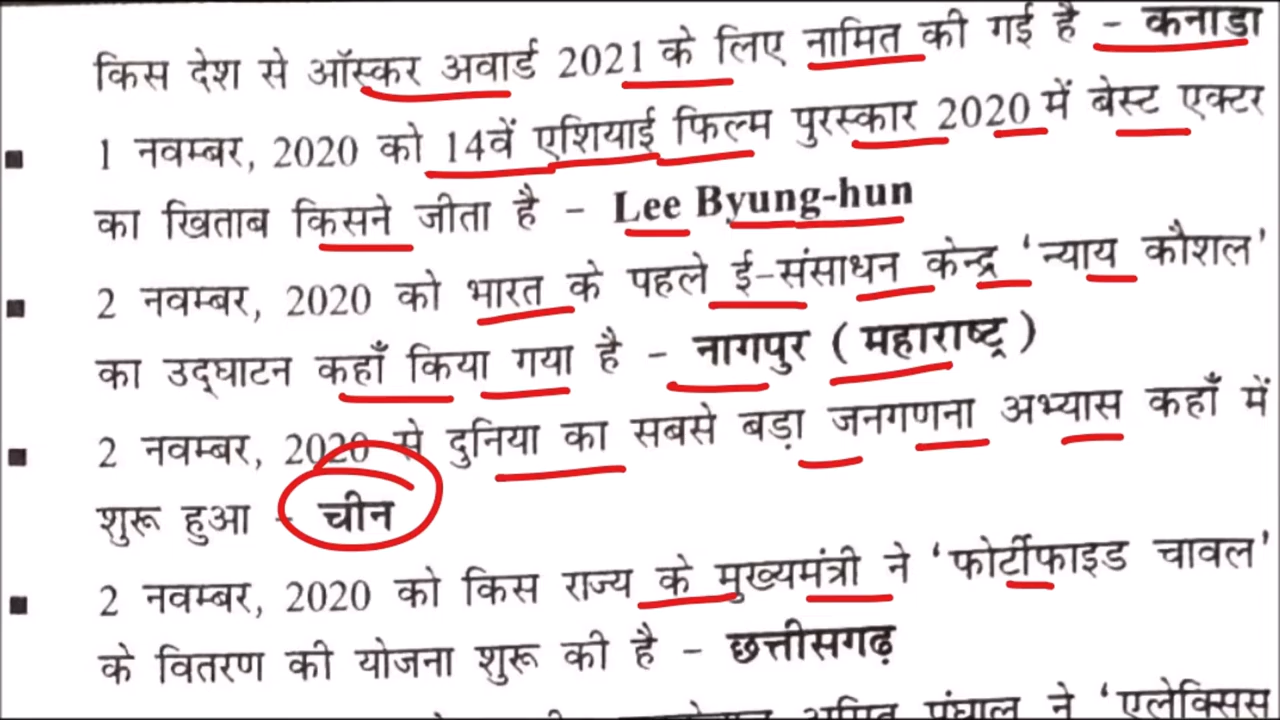 किस देश से ऑस्कर अवार्ड 2021 के लिए नामित की गई है – कनाडा
■ 1 नवम्बर, 2020 को 14वें एशियाई फिल्म पुरस्कार 2020 में बेस्ट एक्टर
का खिताब किसने जीता है – Lee Byung-hun
■ 2 नवम्बर, 2020 को भारत के पहले ई-संसाधन केन्द्र ‘न्याय कौशल’
का उद्घाटन कहाँ किया गया है – नागपुर ( महाराष्ट्र )
■ 2 नवम्बर, 2020 से दुनिया का सबसे बड़ा जनगणना अभ्यास कहाँ में
शुरू हुआ – चीन
■ 2 नवम्बर, 2020 को किस राज्य के मुख्यमंत्री ने ‘फोर्टीफाइड चावल’
के वितरण की योजना शुरू की है – छत्तीसगढ़
अमित पंघाल ने ‘एलेक्सिस